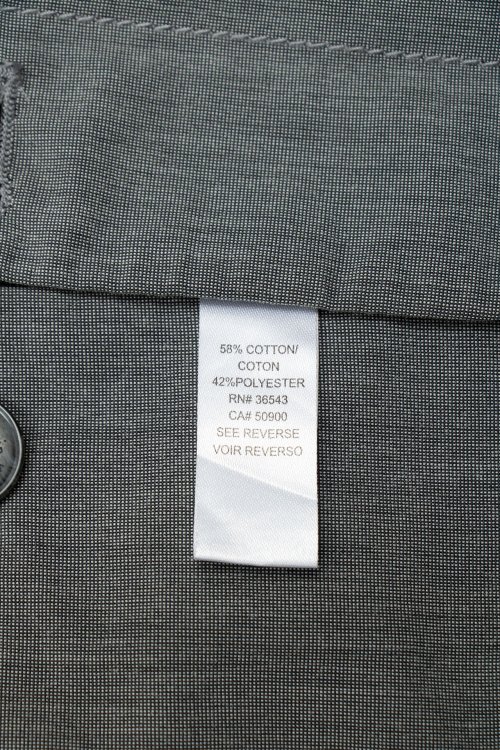 58% COTTON/
COTON
42%POLYESTER
RN# 36543
CA# 50900
SEE REVERSE
VOIR REVERSO